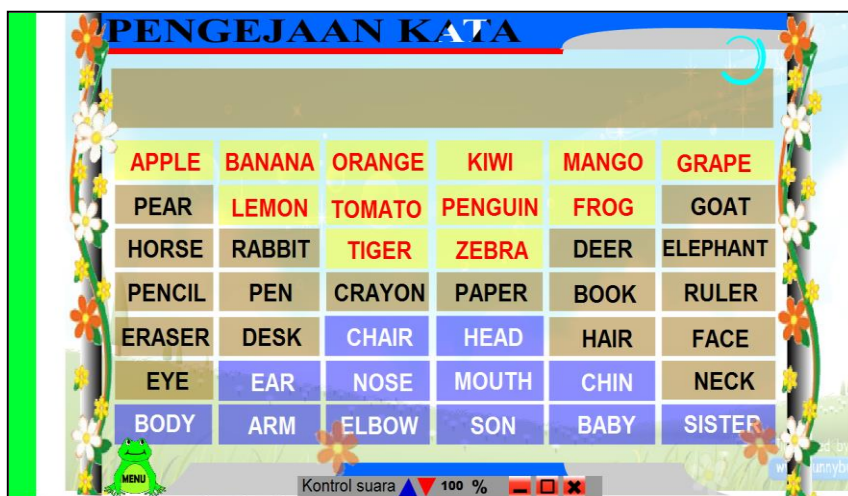 PENGEJAAN KATA
APPLE BANANA ORANGE KIWI MANGO GRAPE
PEAR LEMON TOMATO PENGUIN FROG GOAT
HORSE RABBIT TIGER ZEBRA DEER ELEPHANT
PENCIL PEN CRAYON PAPER BOOK RULER
ERASER DESK CHAIR HEAD HAIR FACE
EYE EAR NOSE MOUTH CHIN NECK
BODY ARM ELBOW SON BABY SISTER
MENU
Kontrol suara 100 %